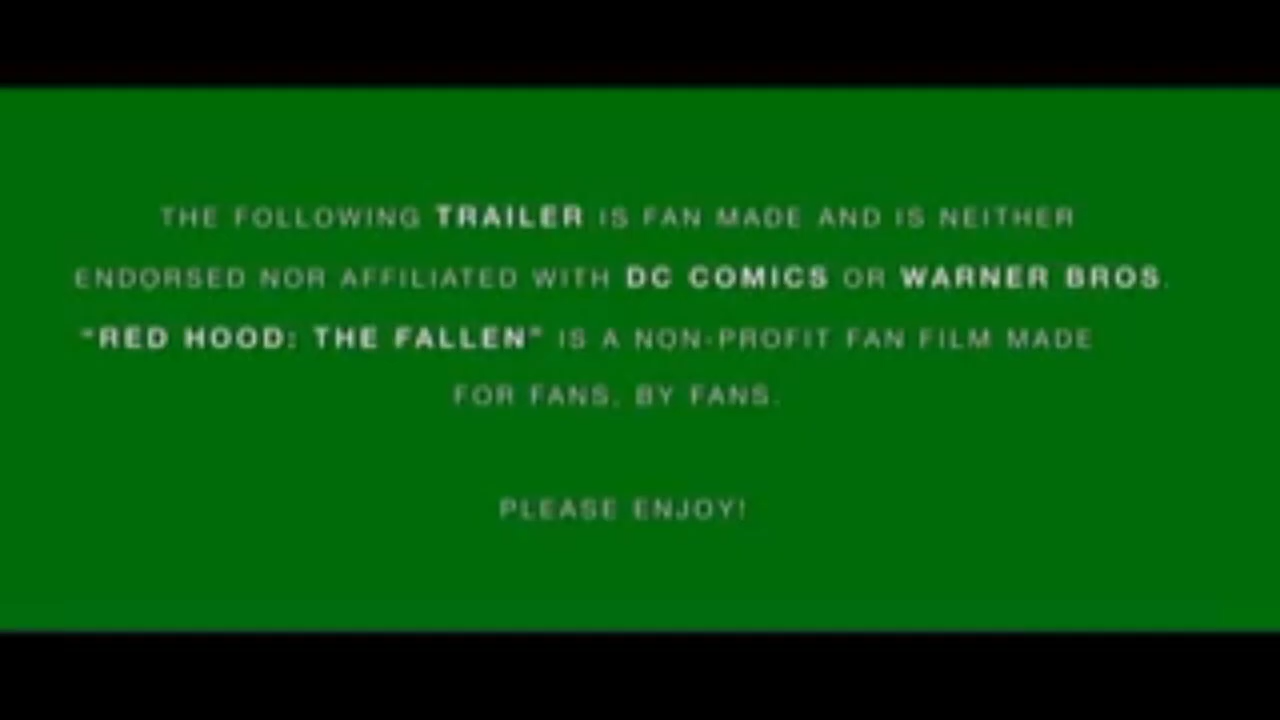 THE FOLLOWING TRAILER IS FAN MADE AND IS NEITHER
ENDORSED NOR AFFILIATED WITH DC COMICS OR WARNER BROS.
"RED HOOD: THE FALLEN" IS A NON-PROFIT FAN FILM MADE
FOR FANS, BY FANS.
PLEASE ENJOY!